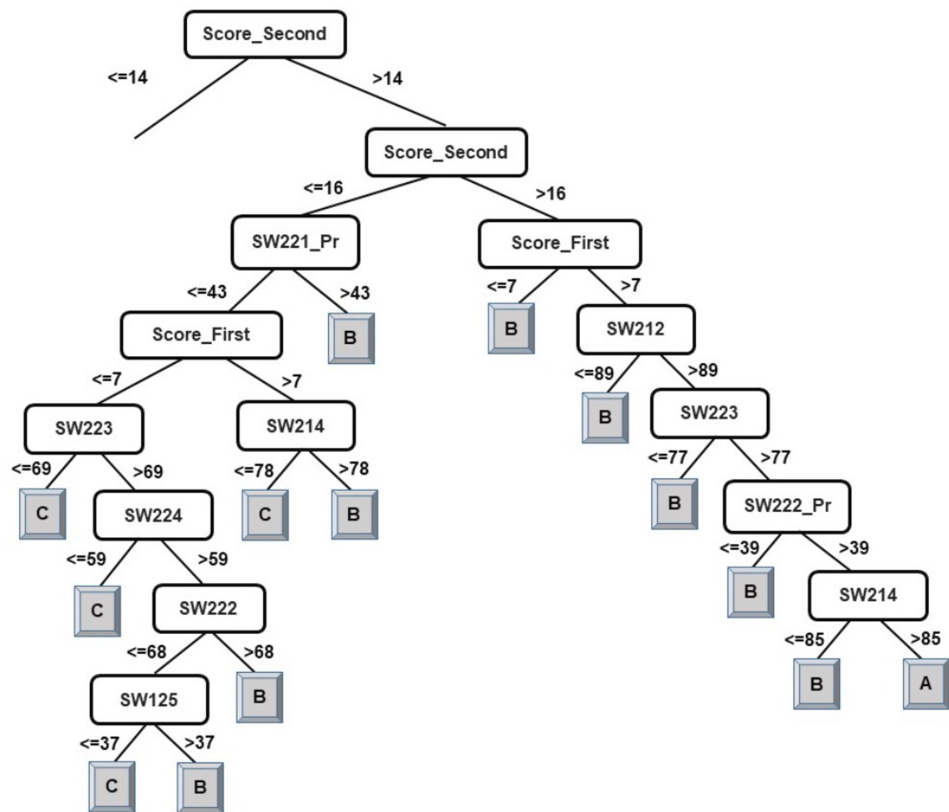 Score_Second
<=14
>14
Score_Second
<=16
>16
SW221_Pr
Score_First
<=43
>43
<=7
>7
Score_First
B
B
SW212
<=7
>7
<=89
>89
SW223
SW214
B
SW223
<=69
>69
<=78
>78
<=77
>77
C
SW224
C
B
B
SW222_Pr
<=59
>59
<=39
>39
C
SW222
B
SW214
<=68
>68
<=85
>85
SW125
B
B
A
<=37
>37
C
B